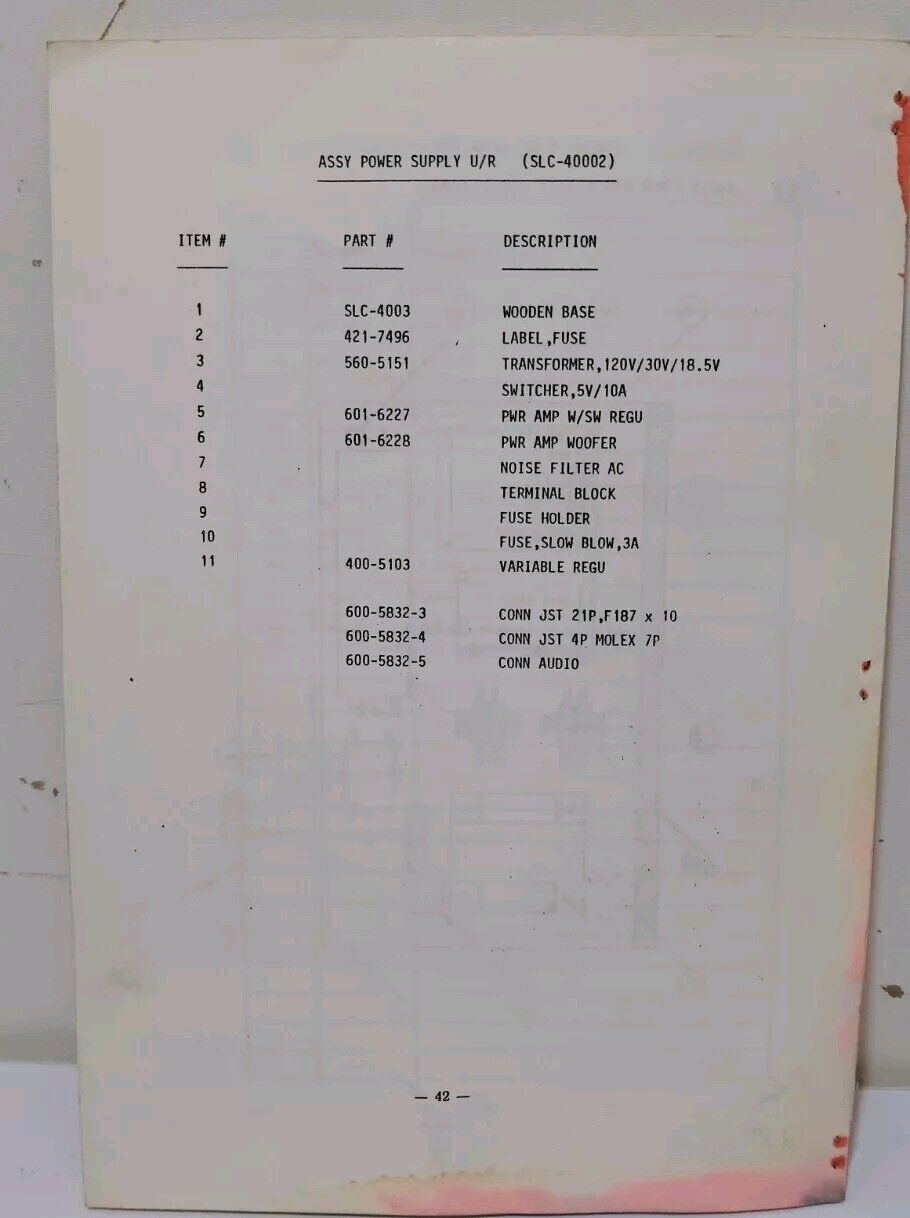 ASSY POWER SUPPLY U/R (SLC-40002)
ITEM # PART # DESCRIPTION
1 SLC-4003 WOODEN BASE
2 421-7496 LABEL,FUSE
3 560-5151 TRANSFORMER,120V/30V/18.5V
4 SWITCHER,5V/10A
5 601-6227 PWR AMP W/SW REGU
6 601-6228 PWR AMP WOOFER
7 NOISE FILTER AC
8 TERMINAL BLOCK
9 FUSE HOLDER
10 FUSE,SLOW BLOW,3A
11 400-5103 VARIABLE REGU
600-5832-3 CONN JST 21P,F187 x 10
600-5832-4 CONN JST 4P MOLEX 7P
600-5832-5 CONN AUDIO
— 42 —